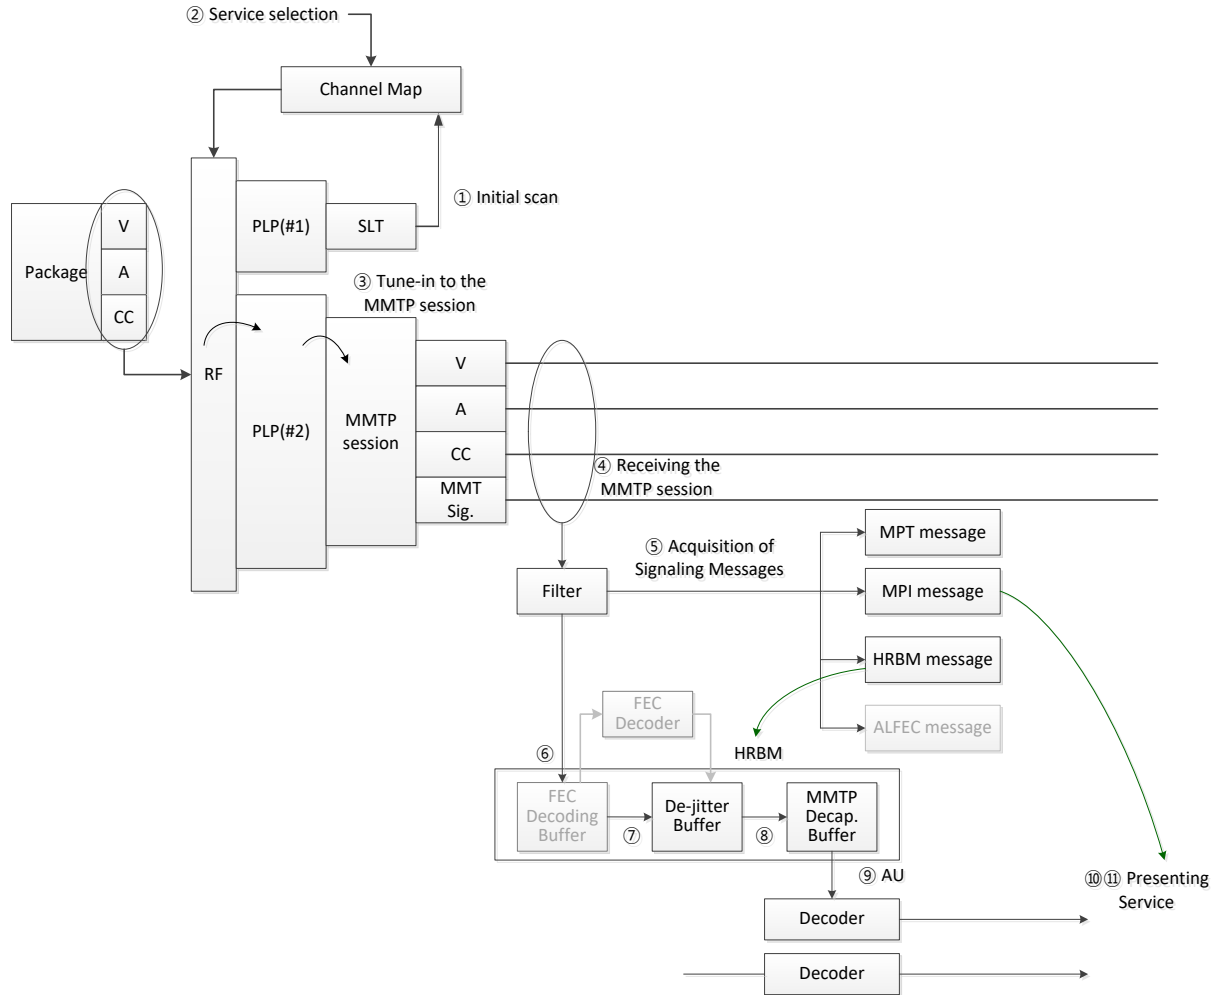 ② Service selection
Channel Map
① Initial scan
PLP(#1)
SLT
V
Package
A
CC
③ Tune-in to the
MMTP session
RF
PLP(#2)
MMTP
session
V
A
CC
MMT
Sig.
④ Receiving the
MMTP session
⑤ Acquisition of
Signaling Messages
Filter
MPT message
MPI message
HRBM message
ALFEC message
FEC
Decoder
HRBM
⑥
FEC
Decoding
Buffer
⑦
De-jitter
Buffer
⑧
MMTP
Decap.
Buffer
⑨ AU
⑩⑪ Presenting
Service
Decoder
Decoder